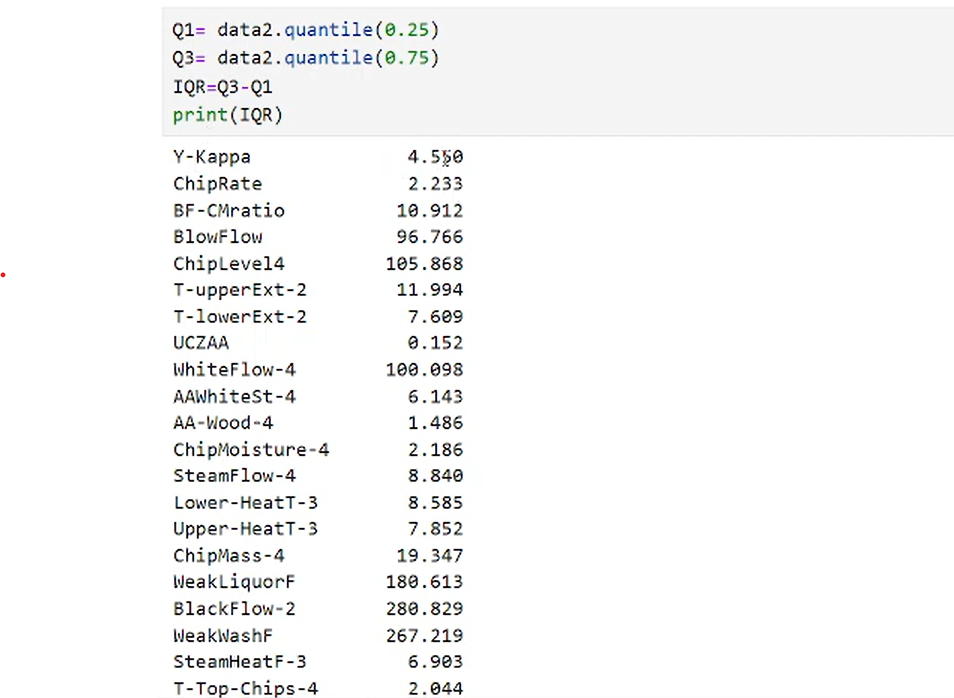 Q1= data2.quantile(0.25)
Q3= data2.quantile(0.75)
IQR=Q3-Q1
print(IQR)
Y-Kappa 4.550
ChipRate 2.233
BF-CMratio 10.912
BlowFlow 96.766
ChipLevel4 105.868
T-upperExt-2 11.994
T-lowerExt-2 7.609
UCZAA 0.152
WhiteFlow-4 100.098
AAWhiteSt-4 6.143
AA-Wood-4 1.486
ChipMoisture-4 2.186
SteamFlow-4 8.840
Lower-HeatT-3 8.585
Upper-HeatT-3 7.852
ChipMass-4 19.347
WeakLiquorF 180.613
BlackFlow-2 280.829
WeakWashF 267.219
SteamHeatF-3 6.903
T-Top-Chips-4 2.044